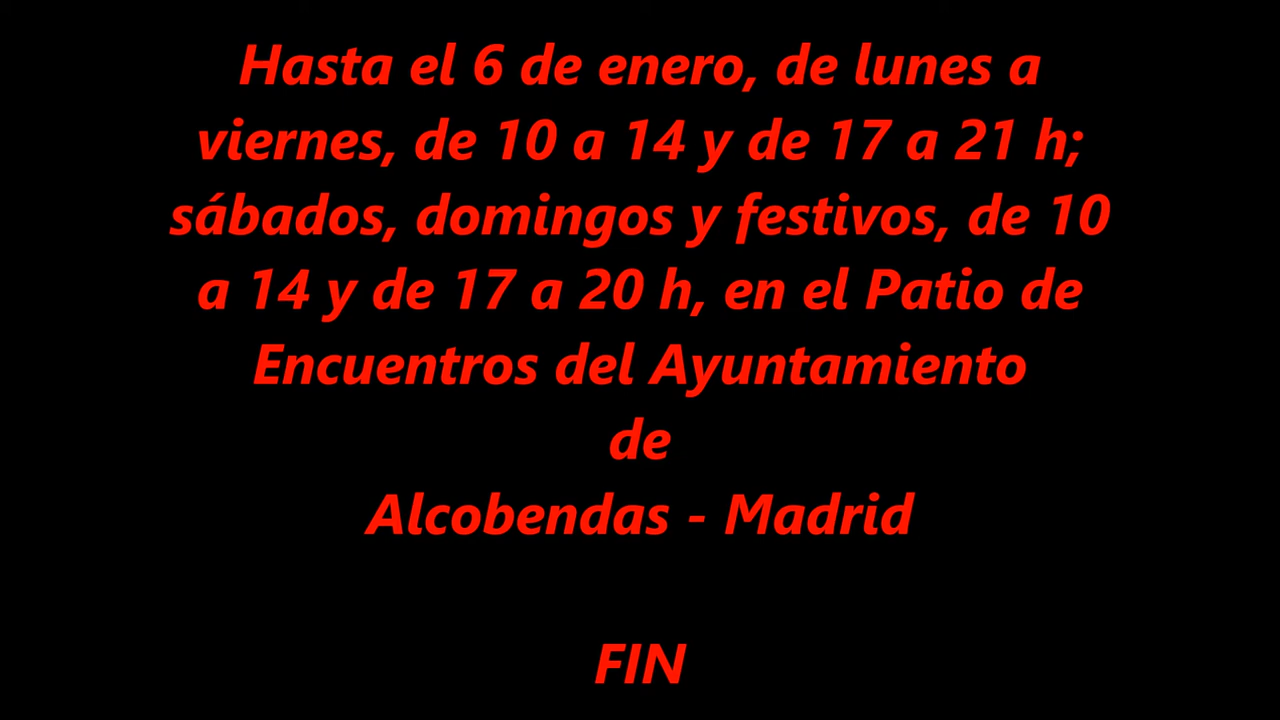 Hasta el 6 de enero, de lunes a
viernes, de 10 a 14 y de 17 a 21 h;
sábados, domingos y festivos, de 10
a 14 y de 17 a 20 h, en el Patio de
Encuentros del Ayuntamiento
de
Alcobendas - Madrid
FIN